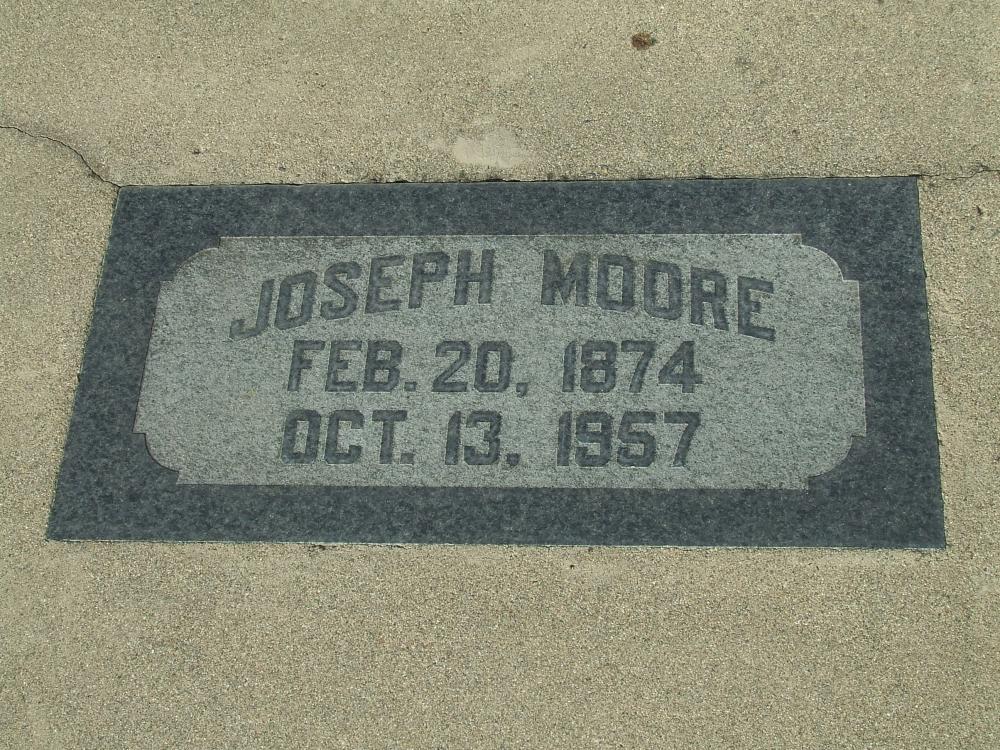 JOSEPH MOORE
FEB. 20, 1874
OCT. 13, 1957